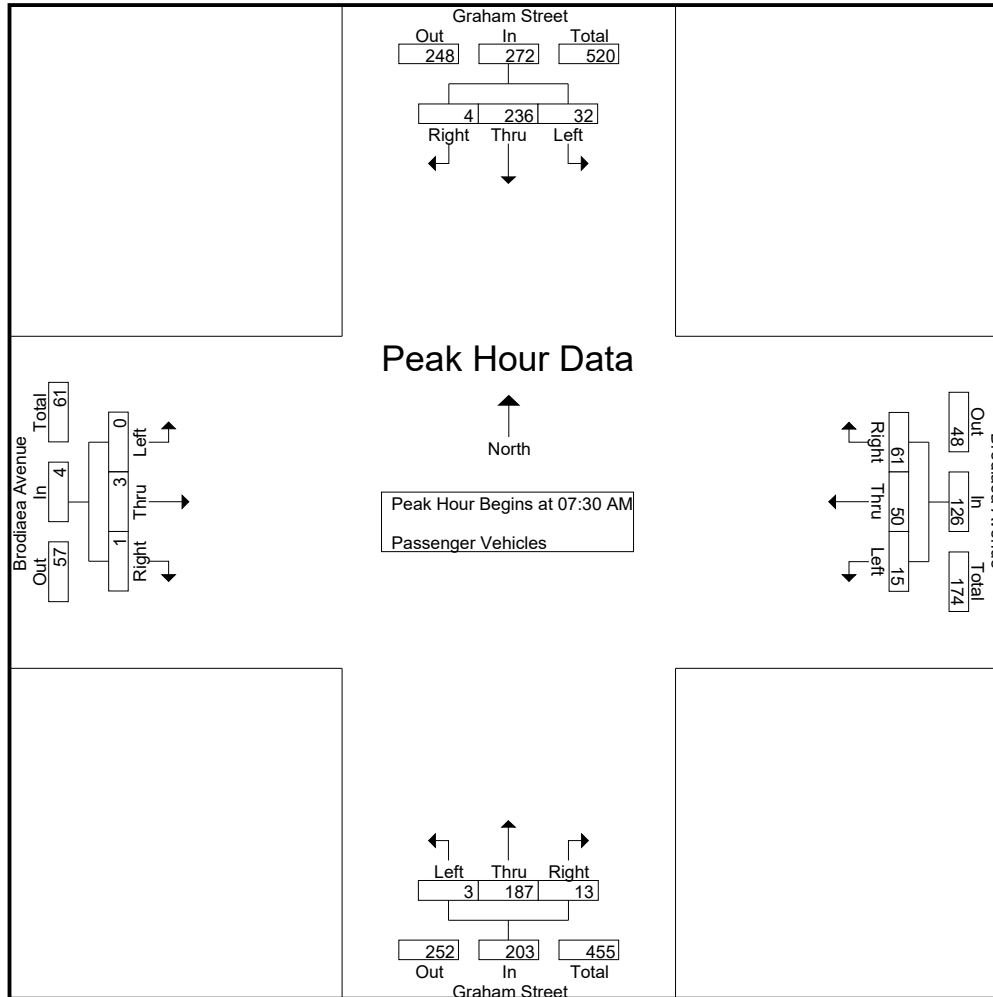 Graham Street
Out In Total
248 272 520
4 236 32
Right Thru Left
Peak Hour Data
North
Peak Hour Begins at 07:30 AM
Passenger Vehicles
Brodiaea Avenue
Total In Out
61 4 57
0 3 1
Left Thru Right
Right Thru Left
61 50 15
48 126 174
Out In Total
Left Thru Right
3 187 13
252 203 455
Out In Total
Graham Street